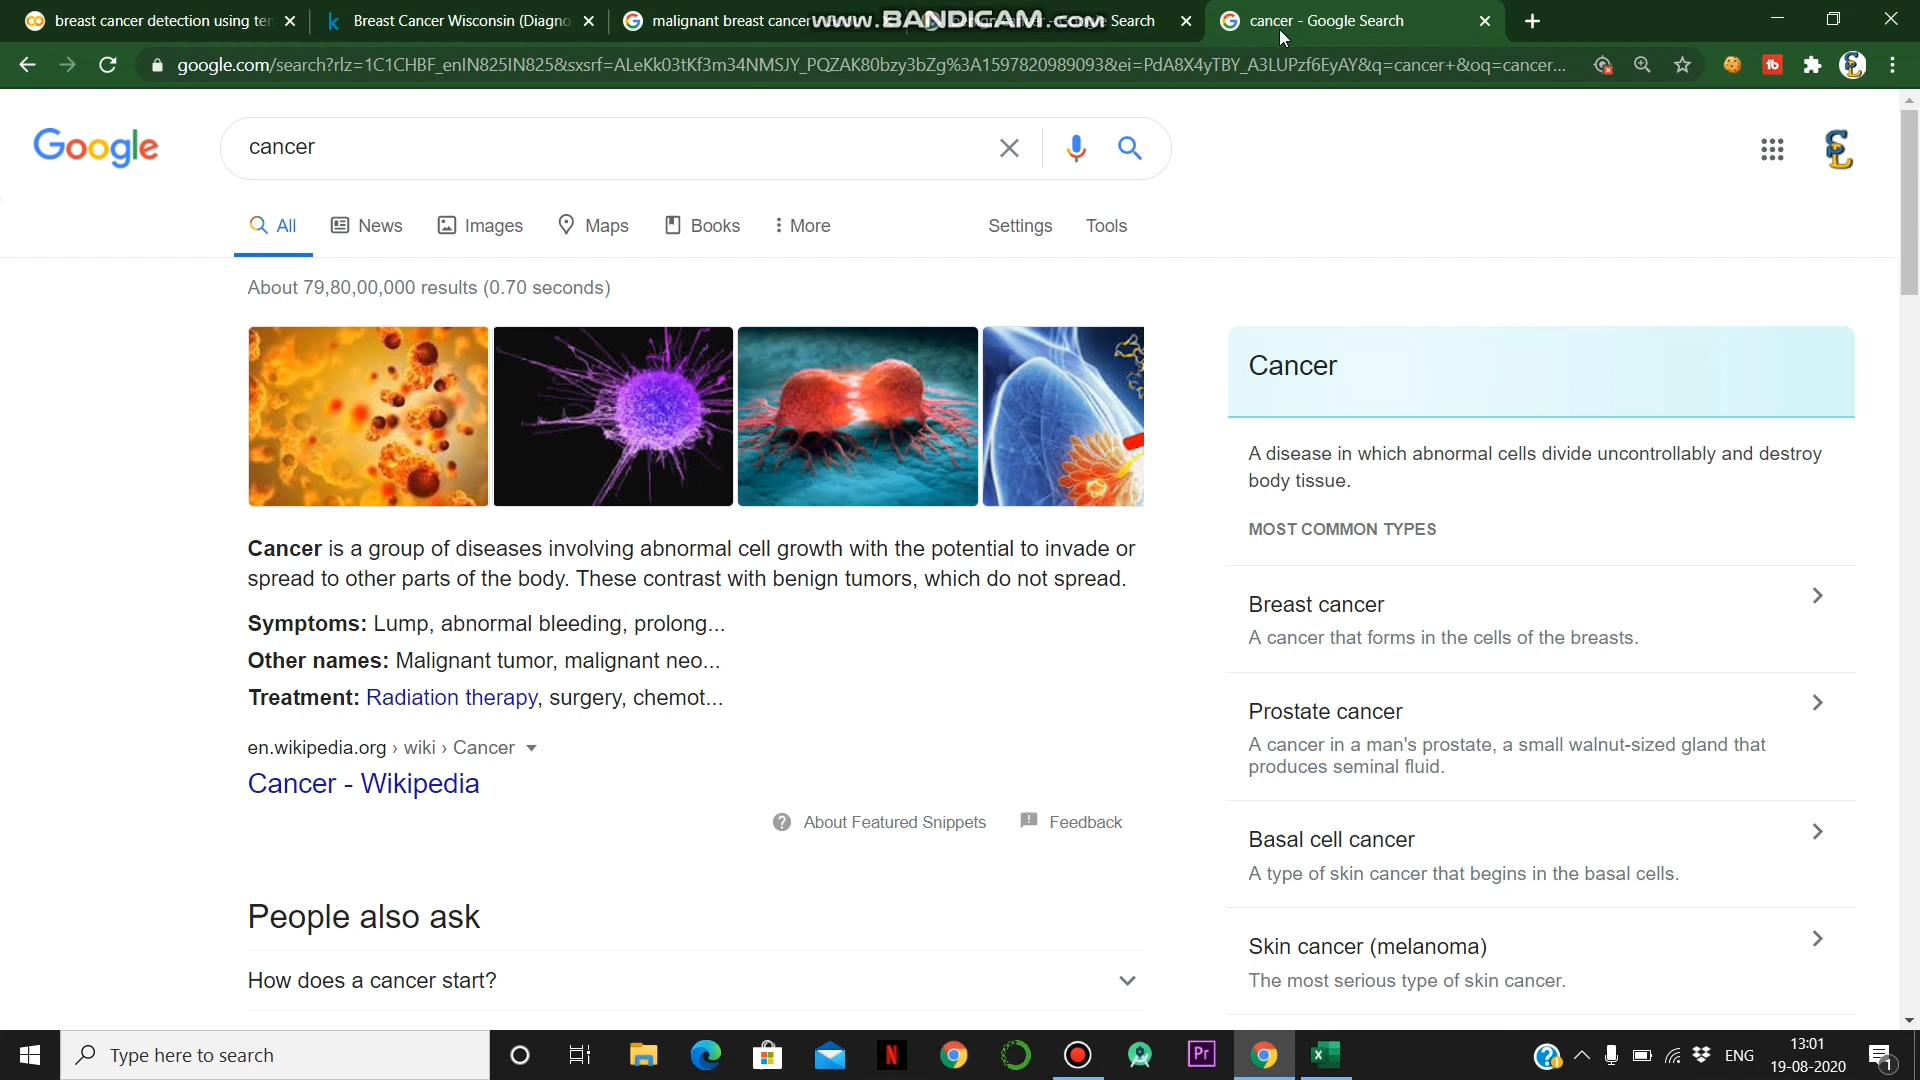 breast cancer detection using ten
Breast Cancer Wisconsin (Diagno
malignant breast cancer
www.BANDICAM.com
Search
cancer - Google Search
google.com/search?rlz=1C1CHBF_enIN825IN825&sxsrf=ALeKk03tKf3m34NMSJY_PQZAK80bzy3bZg%3A1597820989093&ei=PdA8X4yTBY_A3LUPzf6EyAY&q=cancer+&oq=cancer...
Google
cancer
All
News
Images
Maps
Books
More
Settings
Tools
About 79,80,00,000 results (0.70 seconds)
Cancer is a group of diseases involving abnormal cell growth with the potential to invade or
spread to other parts of the body. These contrast with benign tumors, which do not spread.
Symptoms: Lump, abnormal bleeding, prolong...
Other names: Malignant tumor, malignant neo...
Treatment: Radiation therapy, surgery, chemot...
en.wikipedia.org › wiki › Cancer
Cancer - Wikipedia
About Featured Snippets
Feedback
People also ask
How does a cancer start?
Cancer
A disease in which abnormal cells divide uncontrollably and destroy
body tissue.
MOST COMMON TYPES
Breast cancer
A cancer that forms in the cells of the breasts.
Prostate cancer
A cancer in a man's prostate, a small walnut-sized gland that
produces seminal fluid.
Basal cell cancer
A type of skin cancer that begins in the basal cells.
Skin cancer (melanoma)
The most serious type of skin cancer.
Type here to search
N
Pr
X
ENG
13:01
19-08-2020
1